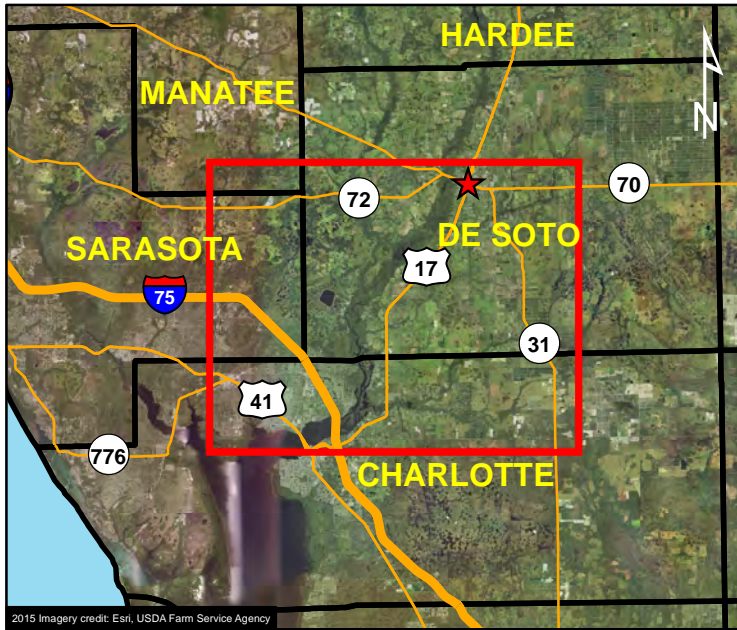 HARDEE
MANATEE
N
72
70
SARASOTA
DE SOTO
17
75
31
41
776
CHARLOTTE
2015 Imagery credit: Esri, USDA Farm Service Agency